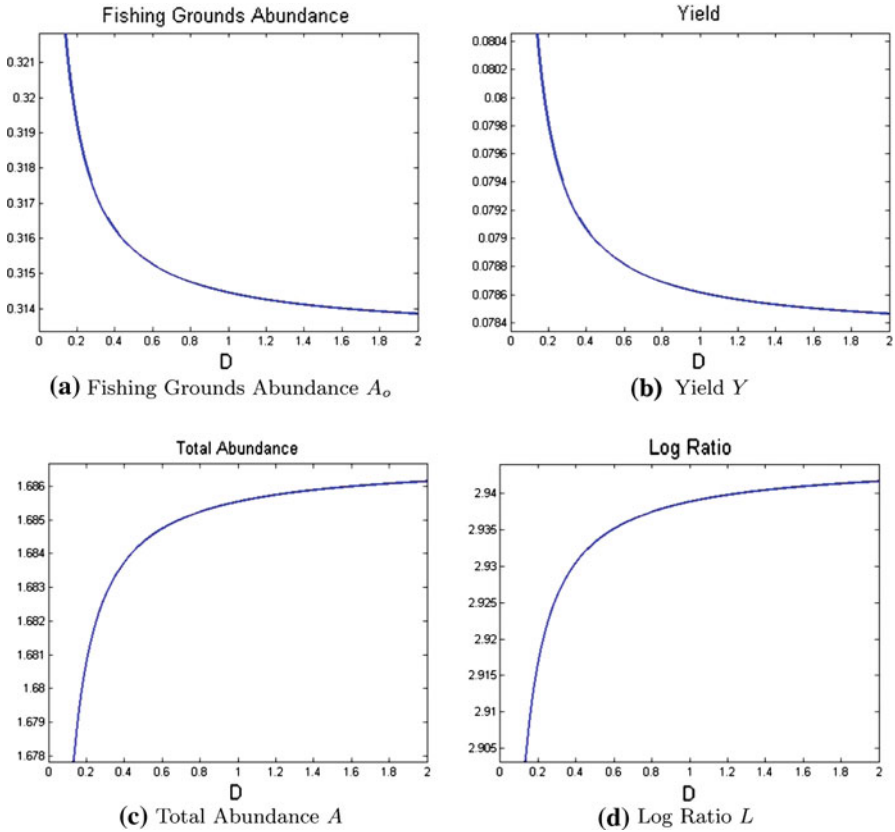 Fishing Grounds Abundance
0.321
0.32
0.319
0.318
0.317
0.316
0.315
0.314
0 0.2 0.4 0.6 0.8 1 1.2 1.4 1.6 1.8 2
D
(a) Fishing Grounds Abundance Aₒ
Yield
0.0804
0.08
0.0798
0.0794
0.0792
0.079
0.0788
0.0786
0.0784
0 0.2 0.4 0.6 0.8 1 1.2 1.4 1.6 1.8 2
D
(b) Yield Y
Total Abundance
1.686
1.685
1.684
1.683
1.682
1.681
1.68
1.679
1.678
0 0.2 0.4 0.6 0.8 1 1.2 1.4 1.6 1.8 2
D
(c) Total Abundance A
Log Ratio
2.94
2.935
2.93
2.925
2.92
2.915
2.91
2.905
0 0.2 0.4 0.6 0.8 1 1.2 1.4 1.6 1.8 2
D
(d) Log Ratio L